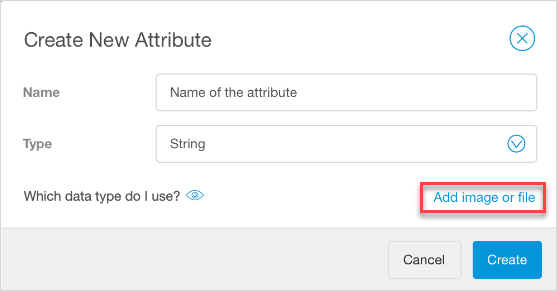 Create New Attribute
Name
Name of the attribute
Type
String
Which data type do I use?
Add image or file
Cancel
Create